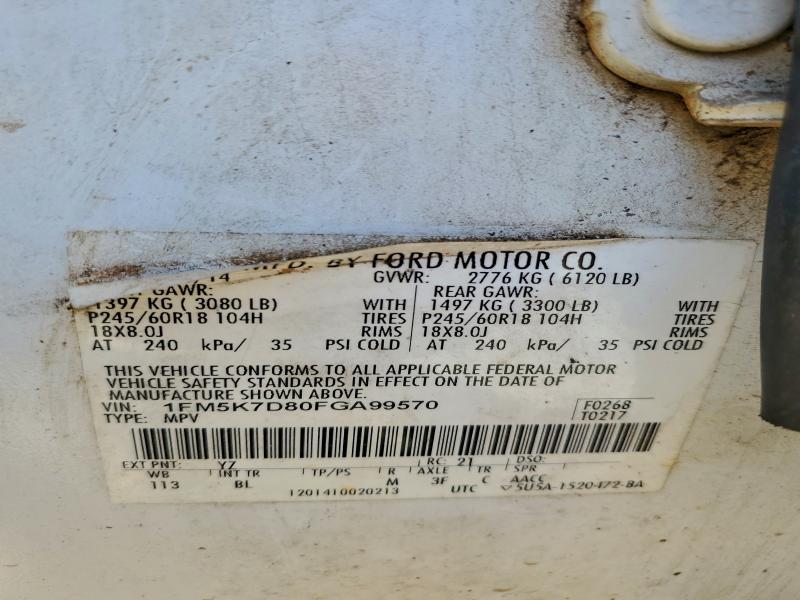 14 MFD. BY FORD MOTOR CO.
GVWR: 2776 KG ( 6120 LB)
GAWR: REAR GAWR:
1397 KG ( 3080 LB) WITH 1497 KG ( 3300 LB) WITH
P245/60R18 104H TIRES P245/60R18 104H TIRES
18X8.0J RIMS 18X8.0J RIMS
AT 240 kPa/ 35 PSI COLD AT 240 kPa/ 35 PSI COLD
THIS VEHICLE CONFORMS TO ALL APPLICABLE FEDERAL MOTOR
VEHICLE SAFETY STANDARDS IN EFFECT ON THE DATE OF
MANUFACTURE SHOWN ABOVE.
VIN: 1FM5K7D80FGA99570 F0268
TYPE: MPV T0217
EXT PNT: YZ RC: 21 DSO:
WB INT TR TP/PS R AXLE TR SPR
113 BL M 3F C AACC
1201410020213 UTC 5U5A-1520472-BA